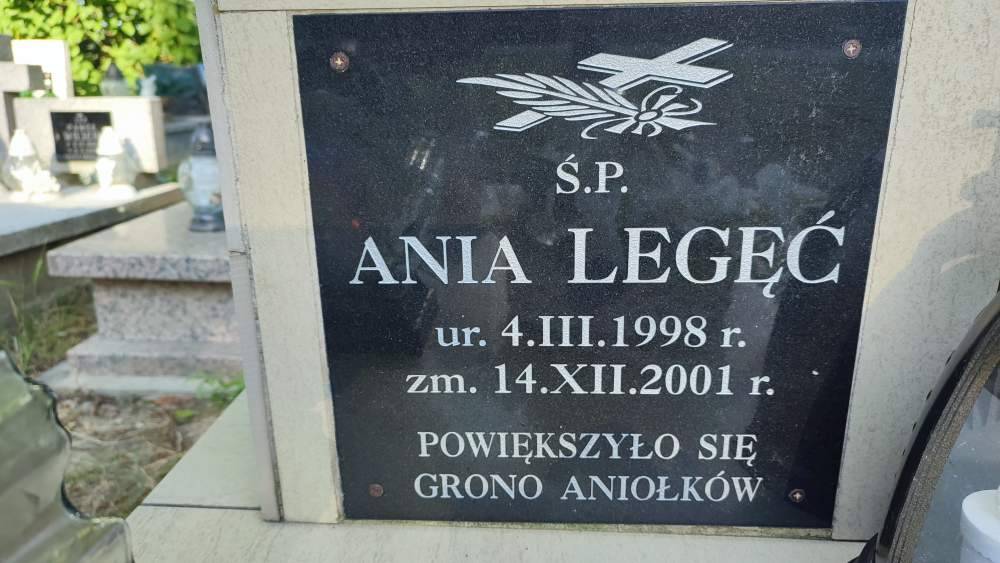 Ś.P.
ANIA LEGĘĆ
ur. 4.III.1998 r.
zm. 14.XII.2001 r.
POWIĘKSZYŁO SIĘ
GRONO ANIOŁKÓW